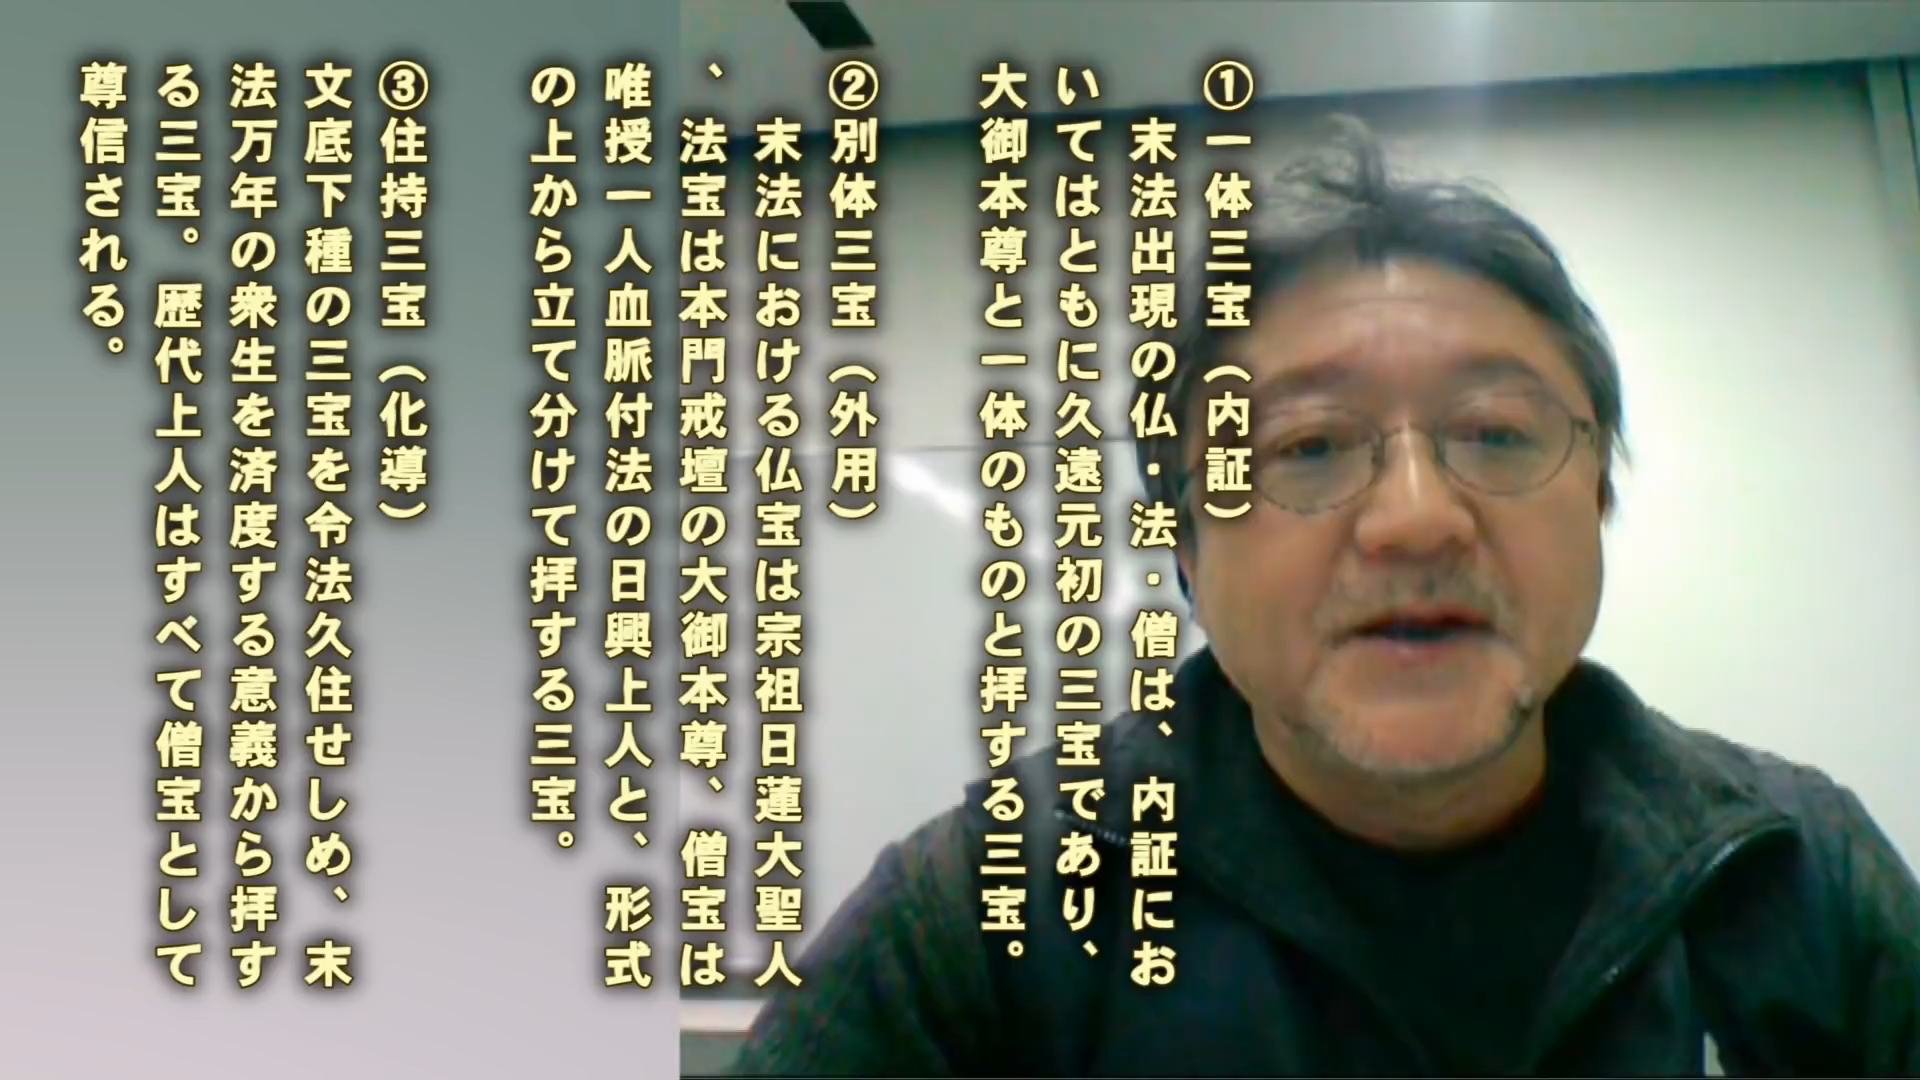 ①一体三宝（内証）
末法出現の仏・法・僧は、内証にお
いてはともに久遠元初の三宝であり、
大御本尊と一体のものと拝する三宝。
②別体三宝（外用）
末法における仏宝は宗祖日蓮大聖人
、法宝は本門戒壇の大御本尊、僧宝は
唯授一人血脈付法の日興上人と、形式
の上から立て分けて拝する三宝。
③住持三宝（化導）
文底下種の三宝を令法久住せしめ、末
法万年の衆生を済度する意義から拝す
る三宝。歴代上人はすべて僧宝として
尊信される。